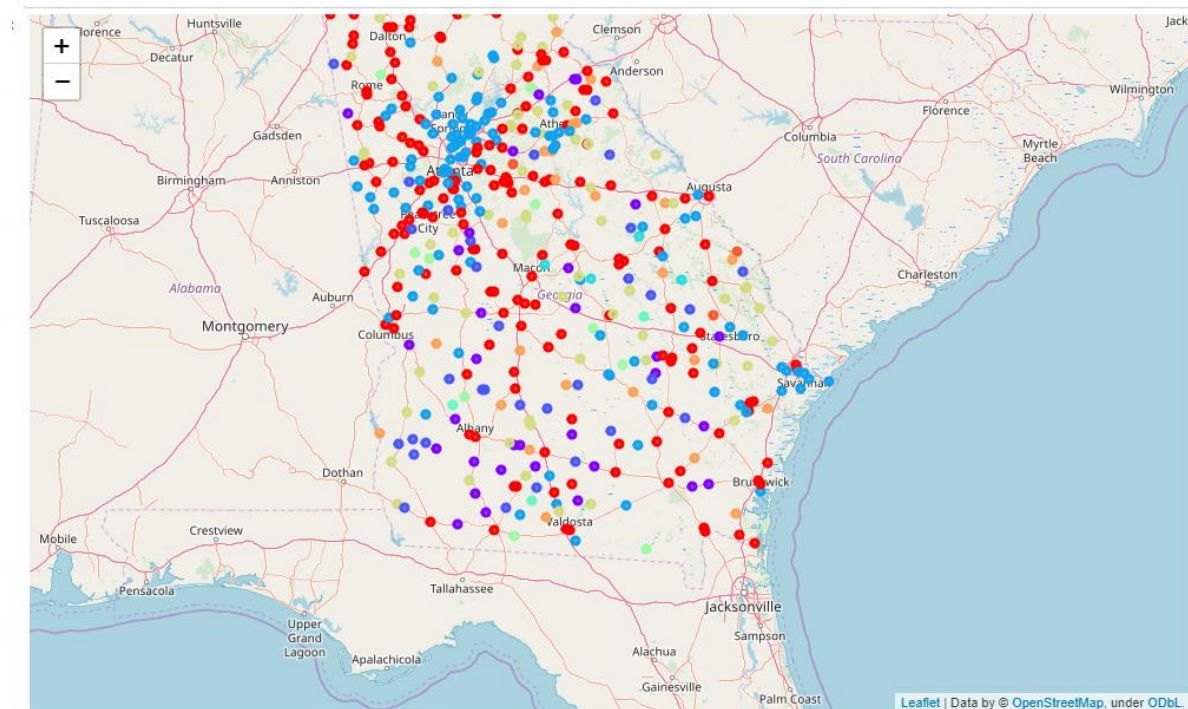 +
−
Florence
Huntsville
Decatur
Dalton
Clemson
Anderson
Rome
Gadsden
Athe
Birmingham
Anniston
Atlanta
Columbia
Florence
Wilmington
Myrtle
Beach
South Carolina
Augusta
Tuscaloosa
City
Macon
Georgia
Charleston
Alabama
Auburn
Montgomery
Columbus
Statesboro
Savannah
Albany
Dothan
Brunswick
Crestview
Valdosta
Mobile
Pensacola
Tallahassee
Jacksonville
Upper
Grand
Lagoon
Sampson
Apalachicola
Alachua
Gainesville
Palm Coast
Jack
Leaflet | Data by © OpenStreetMap, under ODbL.